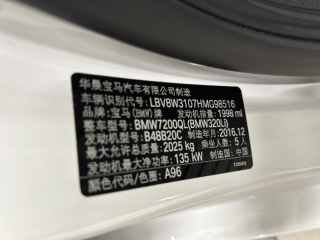 华晨宝马汽车有限公司制造
车辆识别代号: LBV8W3107HMG98516
品牌: 宝马(BMW) 发动机排量: 1998 ml
整车型号: BMW7200QL(BMW320Li)
发动机型号: B48B20C 制造年月: 2016.12
最大允许总质量: 2025 kg 乘坐人数: 5 人
发动机最大净功率: 135 kW 制造国: 中国
颜色代码/颜色: A96